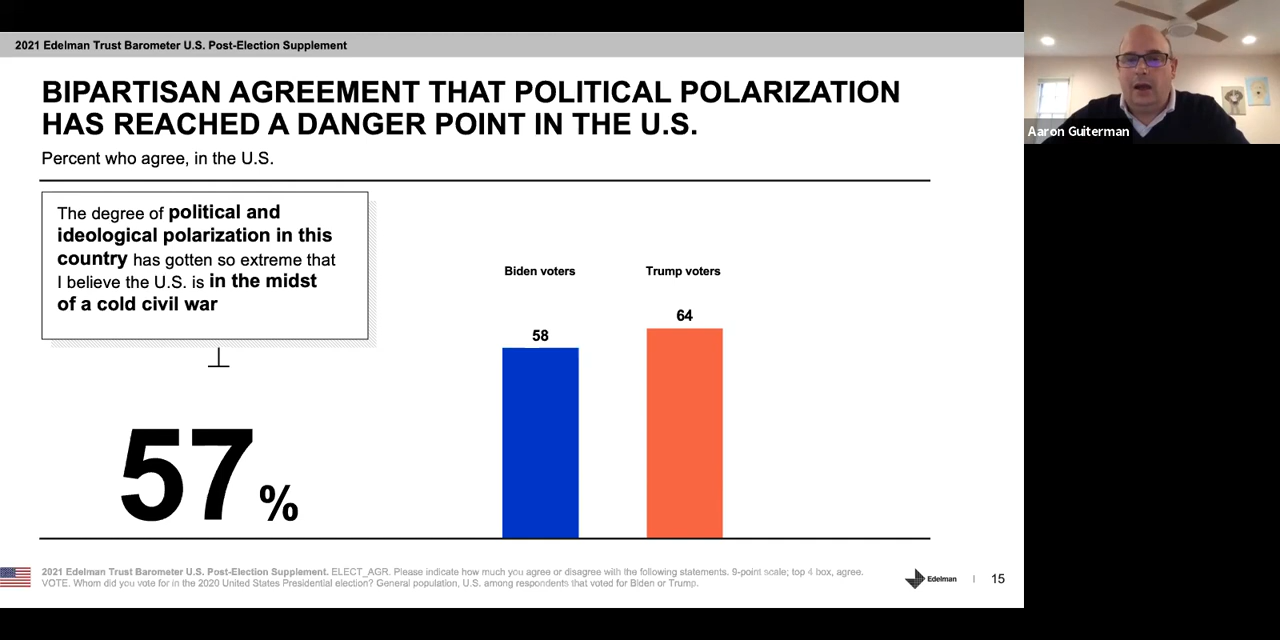 2021 Edelman Trust Barometer U.S. Post-Election Supplement
BIPARTISAN AGREEMENT THAT POLITICAL POLARIZATION
HAS REACHED A DANGER POINT IN THE U.S.
Percent who agree, in the U.S.
The degree of political and
ideological polarization in this
country has gotten so extreme that
I believe the U.S. is in the midst
of a cold civil war
57%
Biden voters
Trump voters
58
64
2021 Edelman Trust Barometer U.S. Post-Election Supplement. ELECT_AGR. Please indicate how much you agree or disagree with the following statements. 9-point scale; top 4 box, agree.
VOTE. Whom did you vote for in the 2020 United States Presidential election? General population, U.S. among respondents that voted for Biden or Trump.
Edelman | 15
Aaron Guiterman